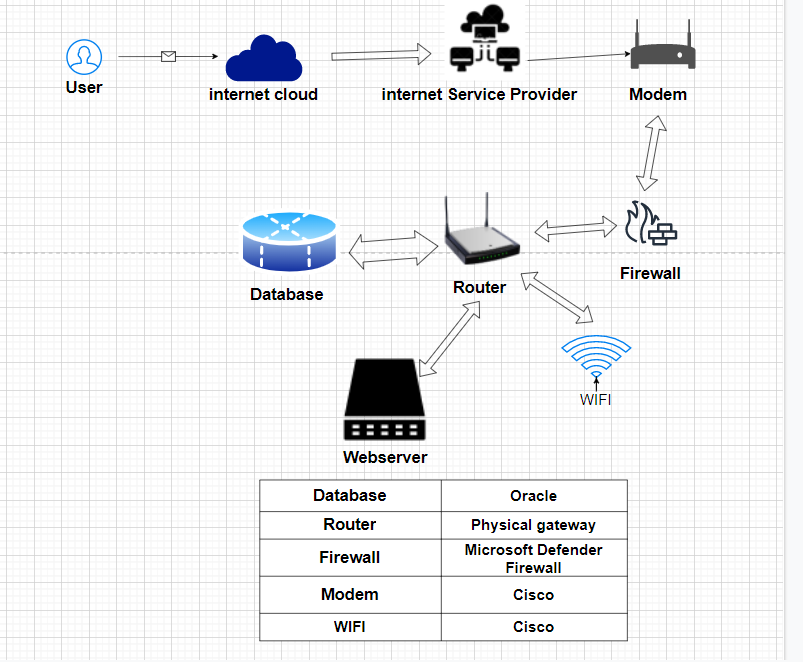 User
internet cloud
internet Service Provider
Modem
Firewall
Database
Router
WIFI
Webserver
Database Oracle
Router Physical gateway
Firewall Microsoft Defender
Firewall
Modem Cisco
WIFI Cisco